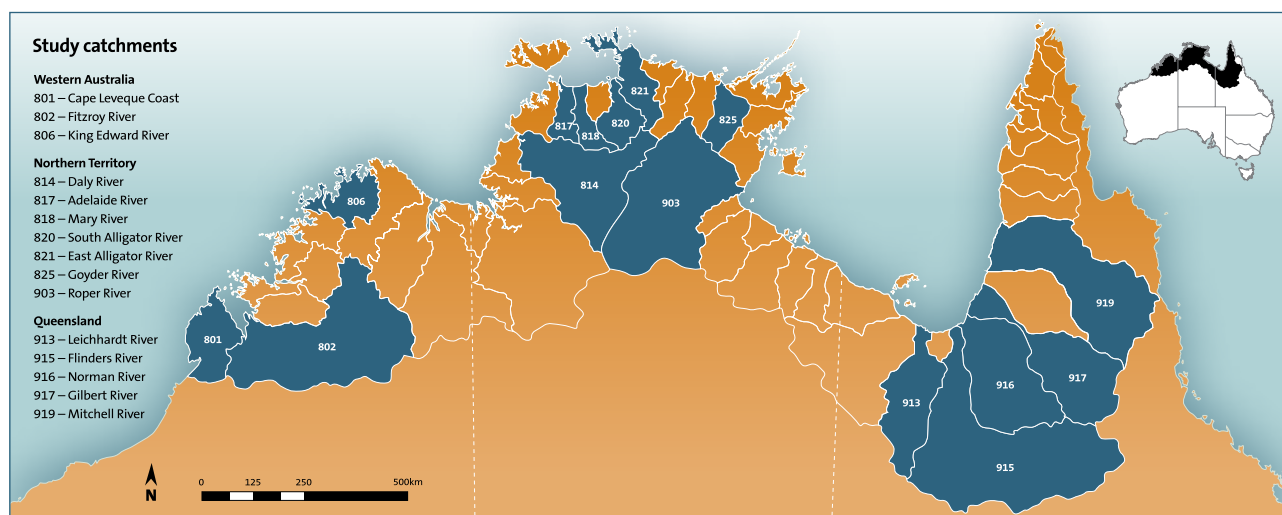 Study catchments
Western Australia
801 – Cape Leveque Coast
802 – Fitzroy River
806 – King Edward River
Northern Territory
814 – Daly River
817 – Adelaide River
818 – Mary River
820 – South Alligator River
821 – East Alligator River
825 – Goyder River
903 – Roper River
Queensland
913 – Leichhardt River
915 – Flinders River
916 – Norman River
917 – Gilbert River
919 – Mitchell River
821
817
818
820
825
814
903
806
801
802
919
913
916
917
915
N
0 125 250 500km